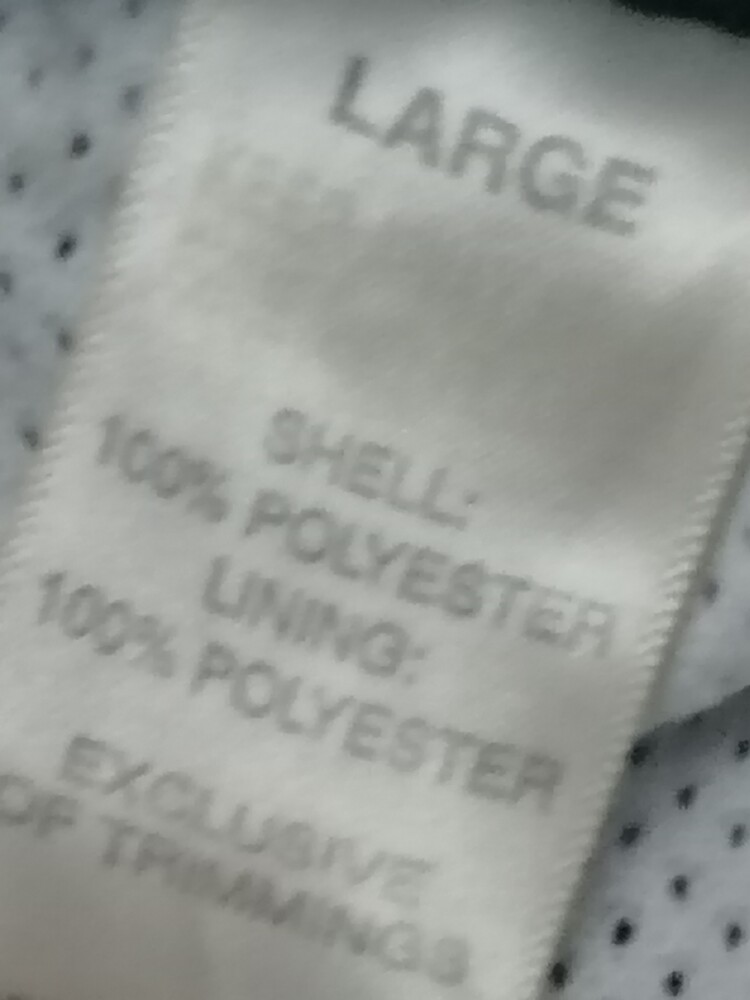 LARGE
SHELL:
100% POLYESTER
LINING:
100% POLYESTER
EXCLUSIVE
OF TRIMMINGS